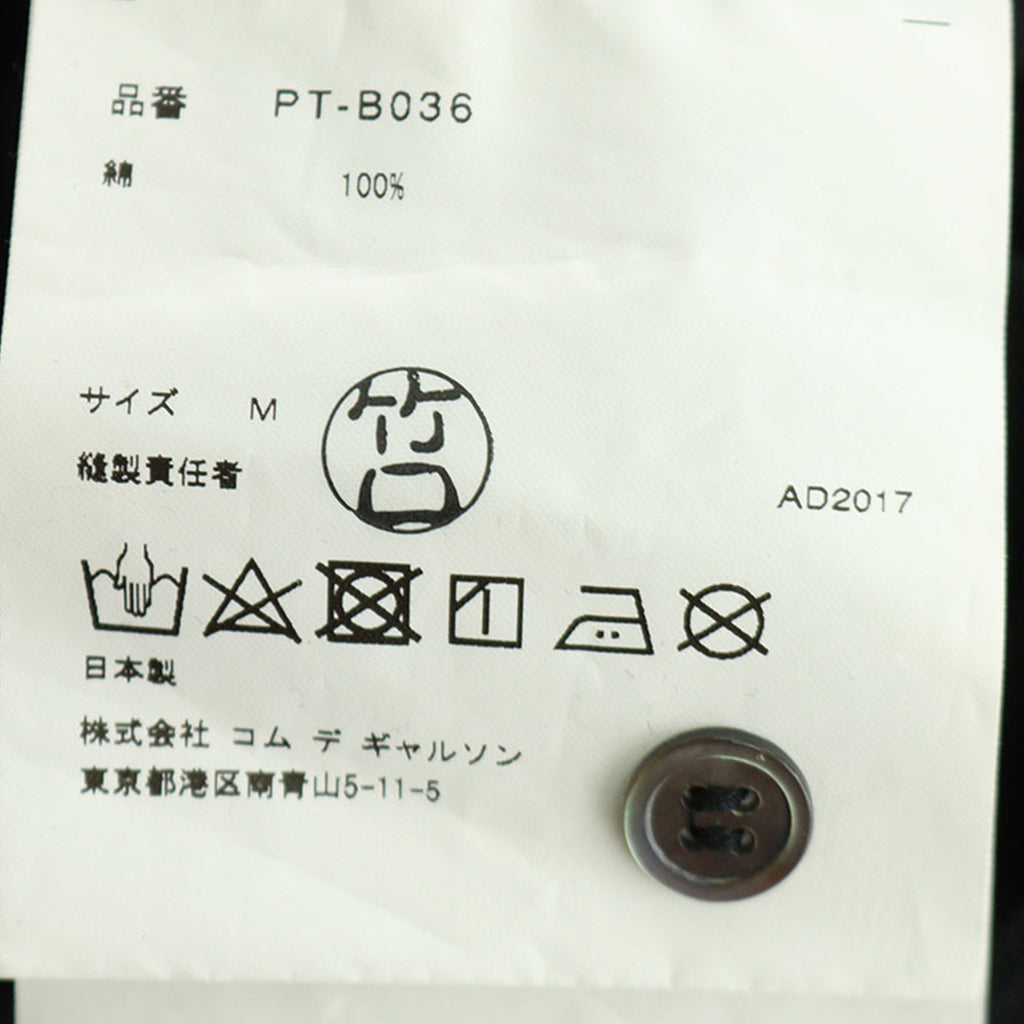 品番 PT-B036
綿 100%
サイズ M
縫製責任者 竹口
AD2017
日本製
株式会社 コム デ ギャルソン
東京都港区南青山5-11-5